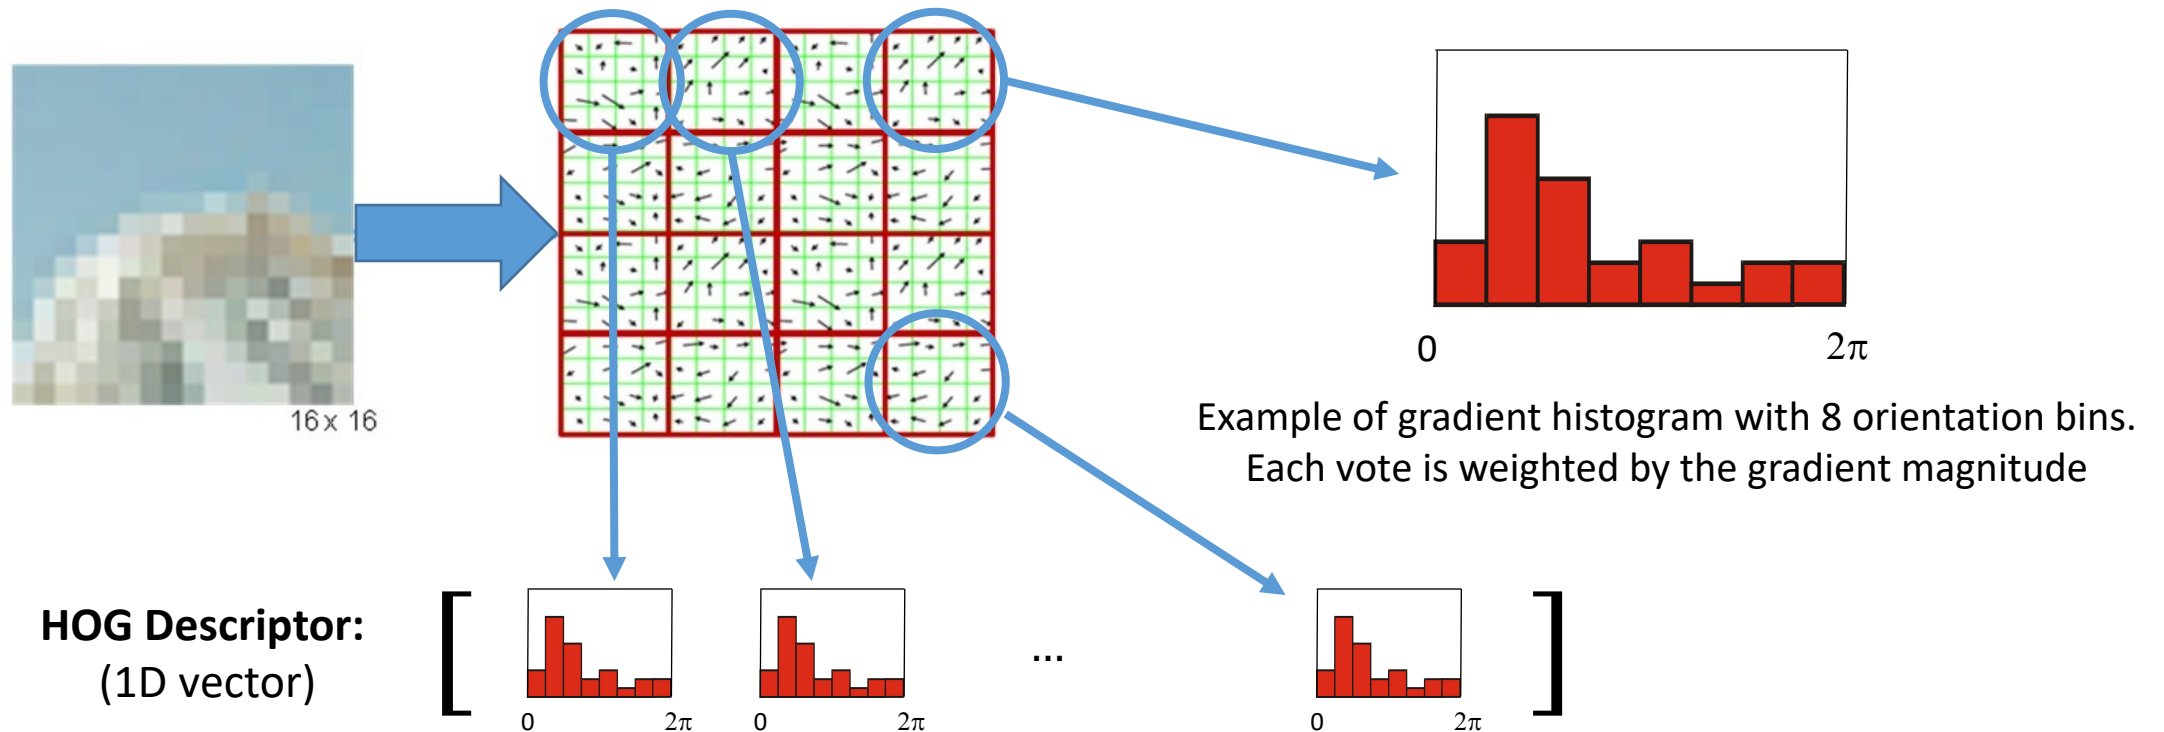 16 x 16
0
2π
Example of gradient histogram with 8 orientation bins.
Each vote is weighted by the gradient magnitude
HOG Descriptor:
(1D vector)
[
...
]
0
2π
0
2π
0
2π